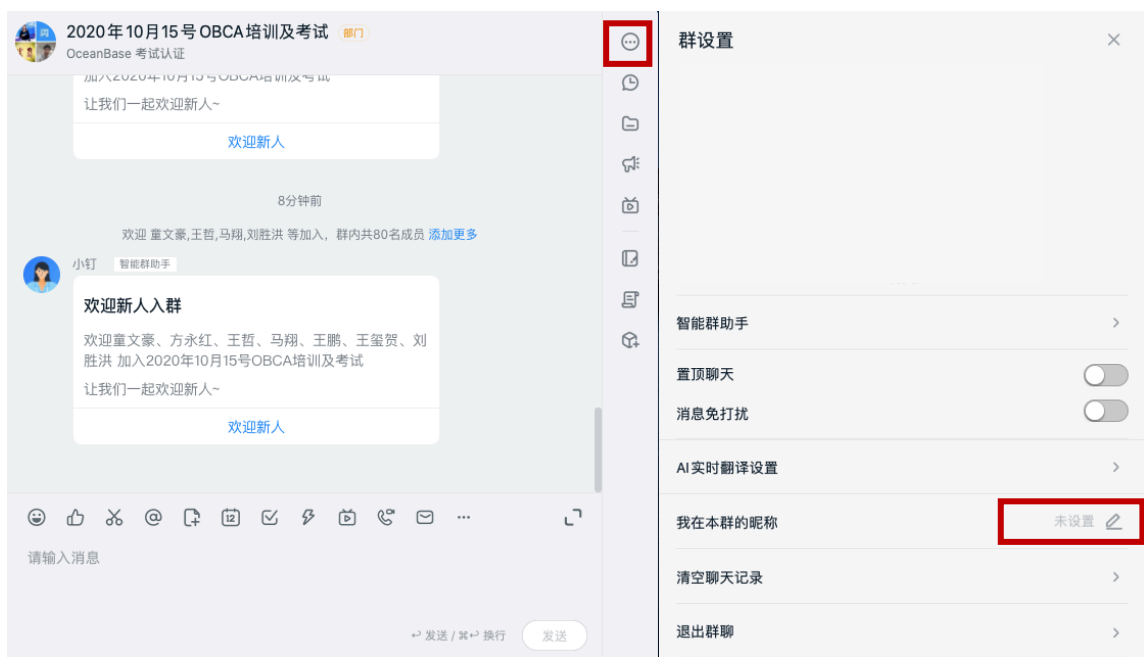 2020年10月15号OBCA培训及考试 部门
OceanBase 考试认证
加入2020年10月15号OBCA培训及考试
让我们一起欢迎新人~
欢迎新人
8分钟前
欢迎 童文豪,王哲,马翔,刘胜洪 等加入，群内共80名成员 添加更多
小钉 智能群助手
欢迎新人入群
欢迎童文豪、方永红、王哲、马翔、王鹏、王玺贺、刘
胜洪 加入2020年10月15号OBCA培训及考试
让我们一起欢迎新人~
欢迎新人
12
请输入消息
↩ 发送 / ⌘↩ 换行 发送
群设置
智能群助手
置顶聊天
消息免打扰
AI实时翻译设置
我在本群的昵称 未设置
清空聊天记录
退出群聊